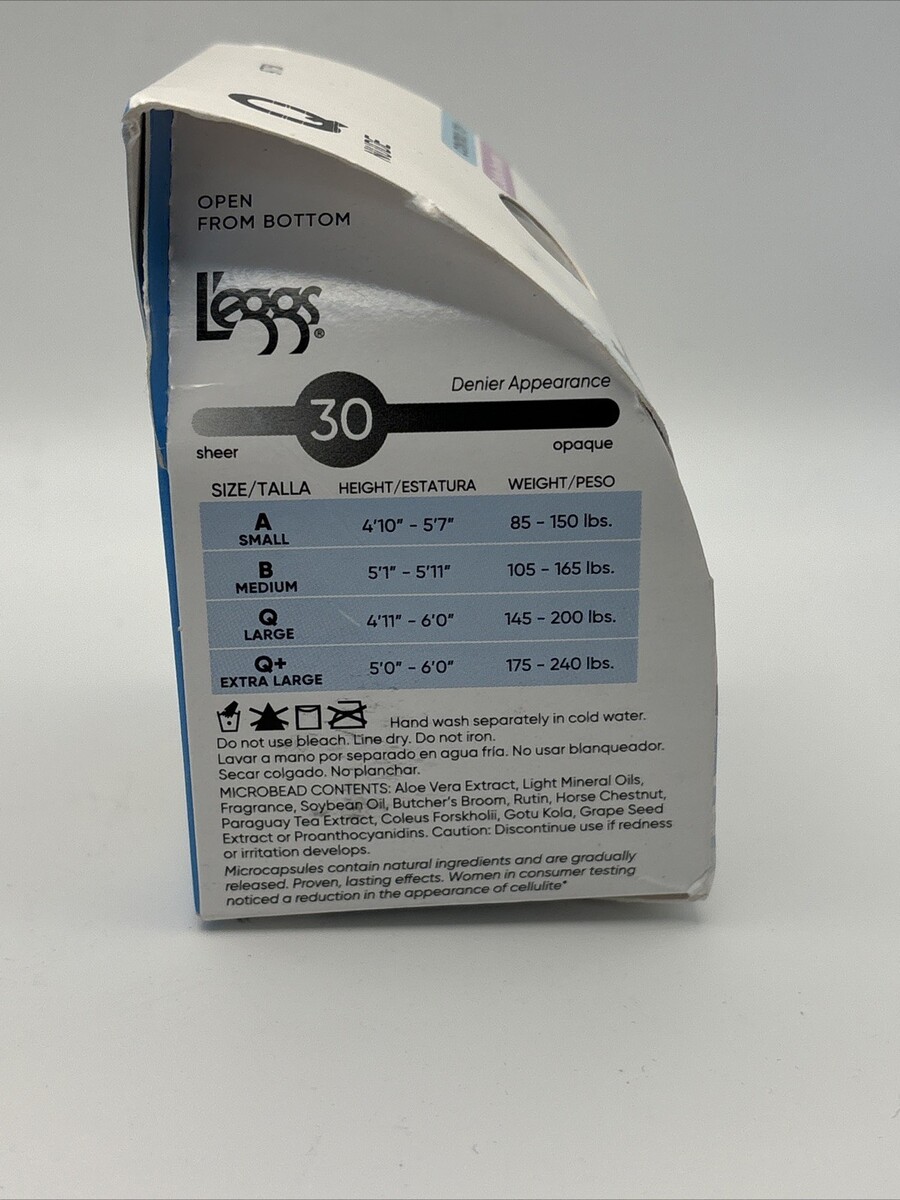 Q
NUDE
OPEN
FROM BOTTOM
L'eggs®
Denier Appearance
30
sheer
opaque
SIZE/TALLA HEIGHT/ESTATURA WEIGHT/PESO
A
SMALL
4'10" - 5'7" 85 - 150 lbs.
B
MEDIUM
5'1" - 5'11" 105 - 165 lbs.
Q
LARGE
4'11" - 6'0" 145 - 200 lbs.
Q+
EXTRA LARGE
5'0" - 6'0" 175 - 240 lbs.
Hand wash separately in cold water.
Do not use bleach. Line dry. Do not iron.
Lavar a mano por separado en agua fría. No usar blanqueador.
Secar colgado. No planchar.
MICROBEAD CONTENTS: Aloe Vera Extract, Light Mineral Oils,
Fragrance, Soybean Oil, Butcher's Broom, Rutin, Horse Chestnut,
Paraguay Tea Extract, Coleus Forskholii, Gotu Kola, Grape Seed
Extract or Proanthocyanidins. Caution: Discontinue use if redness
or irritation develops.
Microcapsules contain natural ingredients and are gradually
released. Proven, lasting effects. Women in consumer testing
noticed a reduction in the appearance of cellulite*